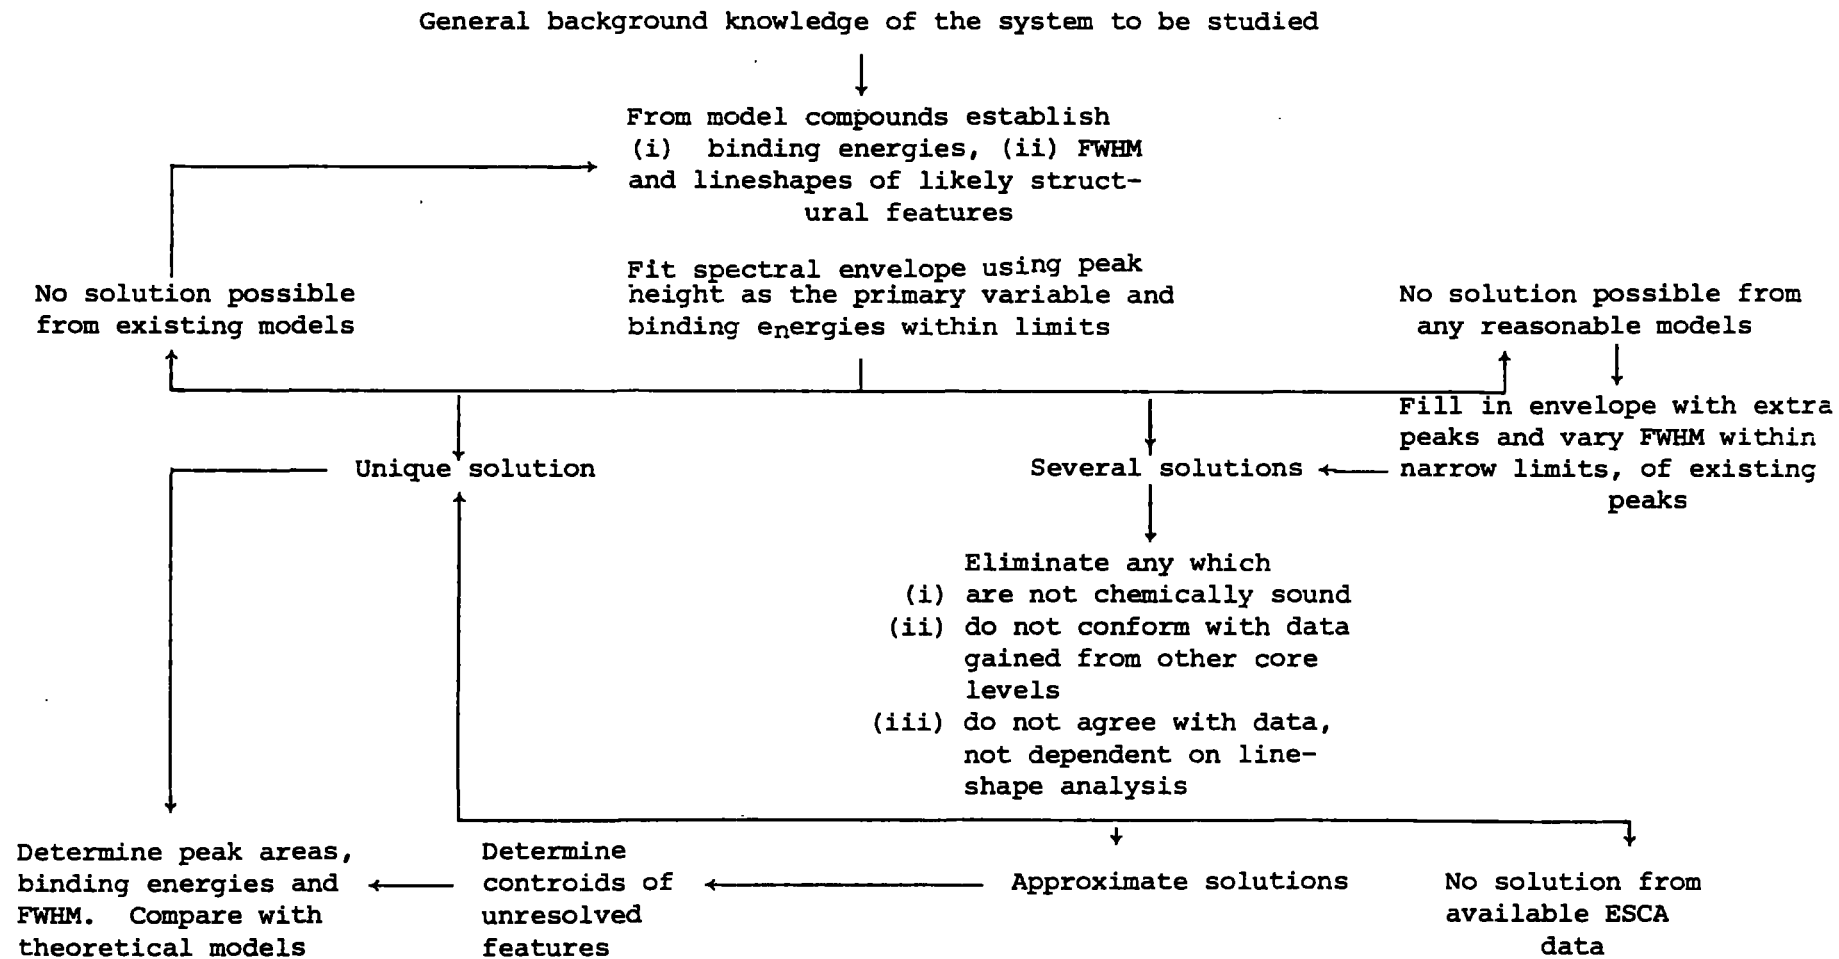 General background knowledge of the system to be studied
From model compounds establish
(i) binding energies, (ii) FWHM
and lineshapes of likely struct-
ural features
Fit spectral envelope using peak
height as the primary variable and
binding energies within limits
No solution possible
from existing models
No solution possible from
any reasonable models
Fill in envelope with extra
peaks and vary FWHM within
narrow limits, of existing
peaks
Unique solution
Several solutions
Eliminate any which
(i) are not chemically sound
(ii) do not conform with data
gained from other core
levels
(iii) do not agree with data,
not dependent on line-
shape analysis
Determine peak areas,
binding energies and
FWHM. Compare with
theoretical models
Determine
controids of
unresolved
features
Approximate solutions
No solution from
available ESCA
data